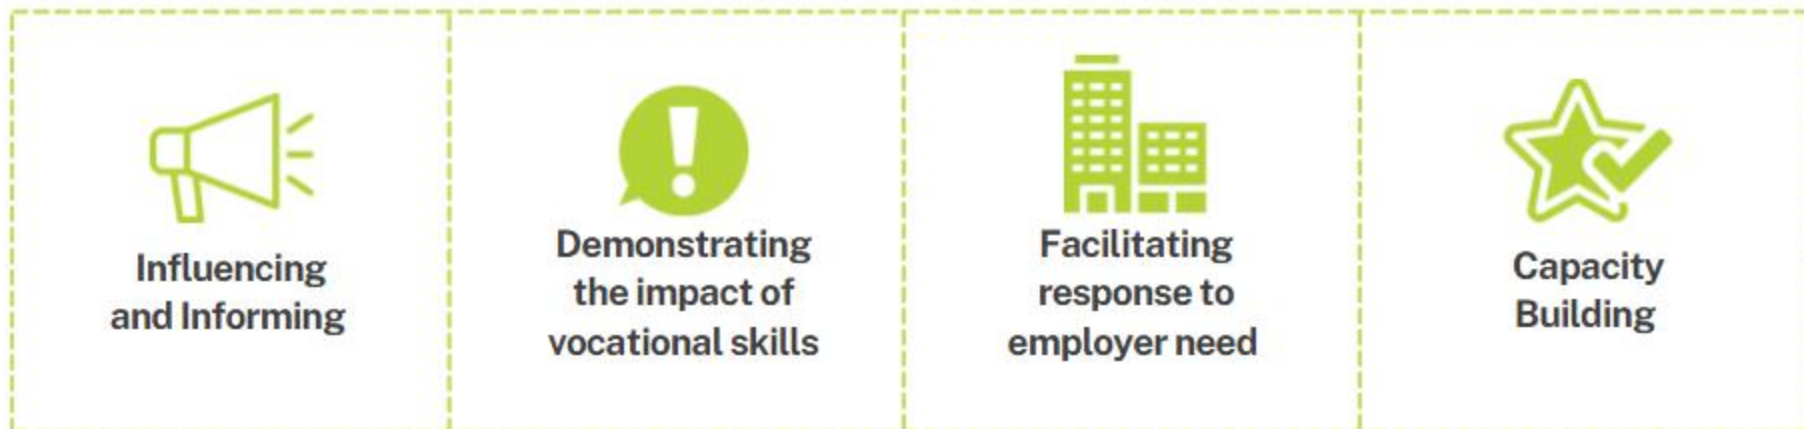 Influencing
and Informing
Demonstrating
the impact of
vocational skills
Facilitating
response to
employer need
Capacity
Building